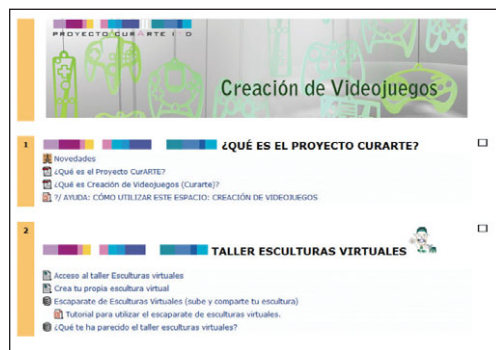 PROYECTO CURARTE I+D
Creación de Videojuegos
1
¿QUÉ ES EL PROYECTO CURARTE?
Novedades
¿Qué es el Proyecto CurARTE?
¿Qué es Creación de Videojuegos (Curarte)?
?/ AYUDA: CÓMO UTILIZAR ESTE ESPACIO: CREACIÓN DE VIDEOJUEGOS
2
TALLER ESCULTURAS VIRTUALES
Acceso al taller Esculturas virtuales
Crea tu propia escultura virtual
Escaparate de Esculturas Virtuales (sube y comparte tu escultura)
Tutorial para utilizar el escaparate de esculturas virtuales.
¿Qué te ha parecido el taller esculturas virtuales?